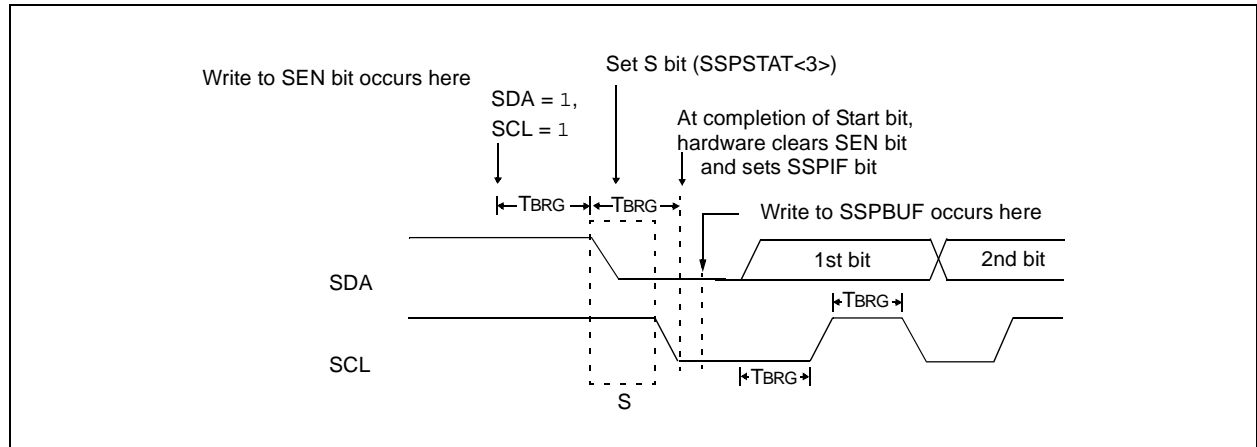 Write to SEN bit occurs here
Set S bit (SSPSTAT<3>)
SDA = 1,
SCL = 1
At completion of Start bit,
hardware clears SEN bit
and sets SSPIF bit
TBRG
TBRG
Write to SSPBUF occurs here
SDA
1st bit
2nd bit
TBRG
SCL
TBRG
S